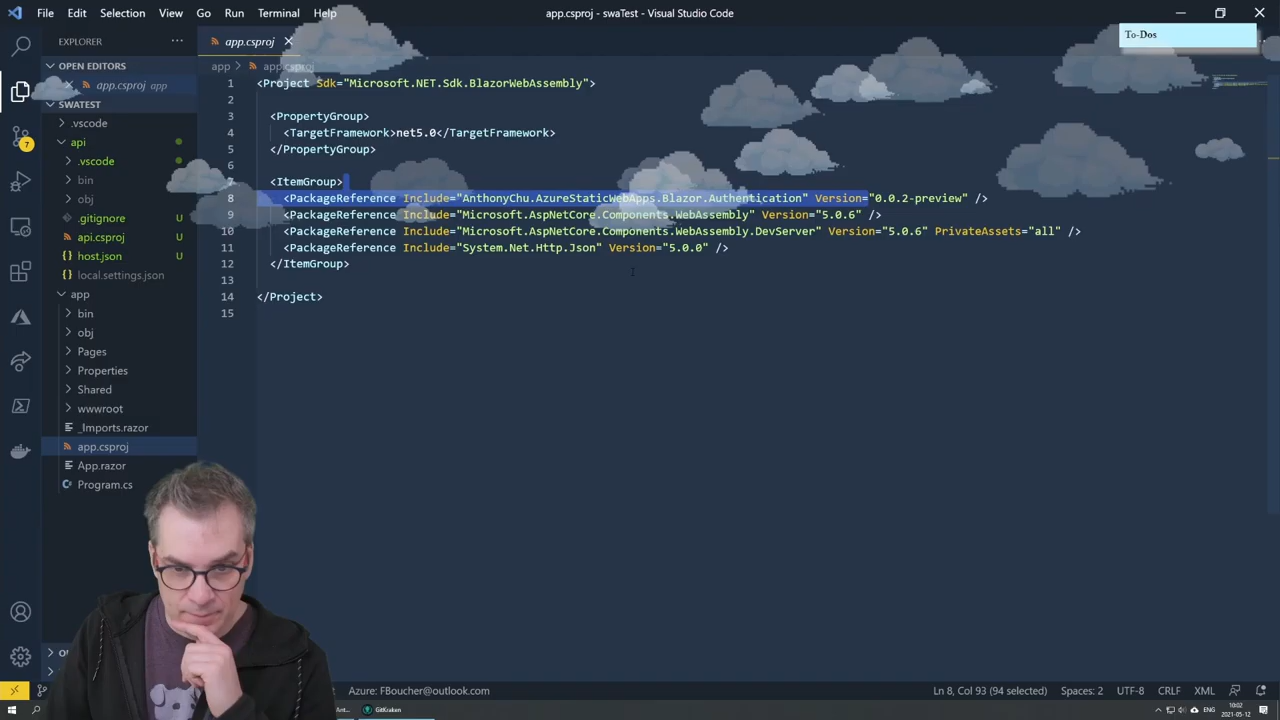 File Edit Selection View Go Run Terminal Help
app.csproj - swaTest - Visual Studio Code
To-Dos
EXPLORER
OPEN EDITORS
app.csproj app
SWATEST
.vscode
api
.vscode
bin
obj
.gitignore
api.csproj
host.json
local.settings.json
app
bin
obj
Pages
Properties
Shared
wwwroot
_Imports.razor
app.csproj
App.razor
Program.cs
7
app.csproj
app > app.csproj
1 <Project Sdk="Microsoft.NET.Sdk.BlazorWebAssembly">
2
3 <PropertyGroup>
4 <TargetFramework>net5.0</TargetFramework>
5 </PropertyGroup>
6
7 <ItemGroup>
8 <PackageReference Include="AnthonyChu.AzureStaticWebApps.Blazor.Authentication" Version="0.0.2-preview" />
9 <PackageReference Include="Microsoft.AspNetCore.Components.WebAssembly" Version="5.0.6" />
10 <PackageReference Include="Microsoft.AspNetCore.Components.WebAssembly.DevServer" Version="5.0.6" PrivateAssets="all" />
11 <PackageReference Include="System.Net.Http.Json" Version="5.0.0" />
12 </ItemGroup>
13
14 </Project>
15
Azure: FBoucher@outlook.com
Ln 8, Col 93 (94 selected) Spaces: 2 UTF-8 CRLF XML
GitKraken
ENG
10:02
2021-05-12